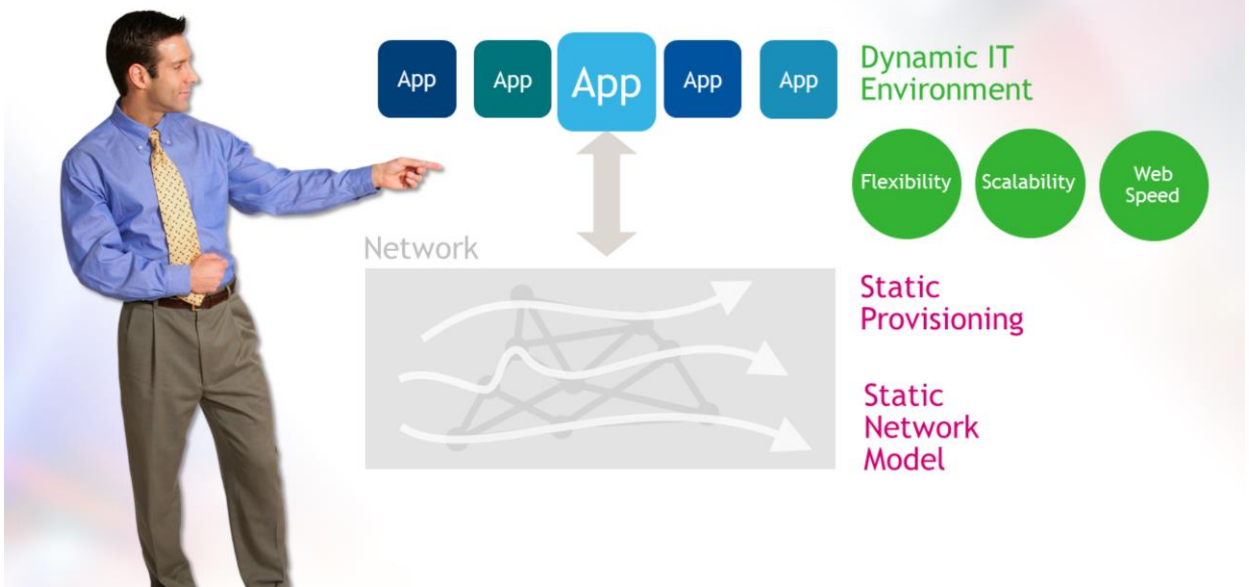 App
App
App
App
App
Dynamic IT
Environment
Flexibility
Scalability
Web
Speed
Network
Static
Provisioning
Static
Network
Model